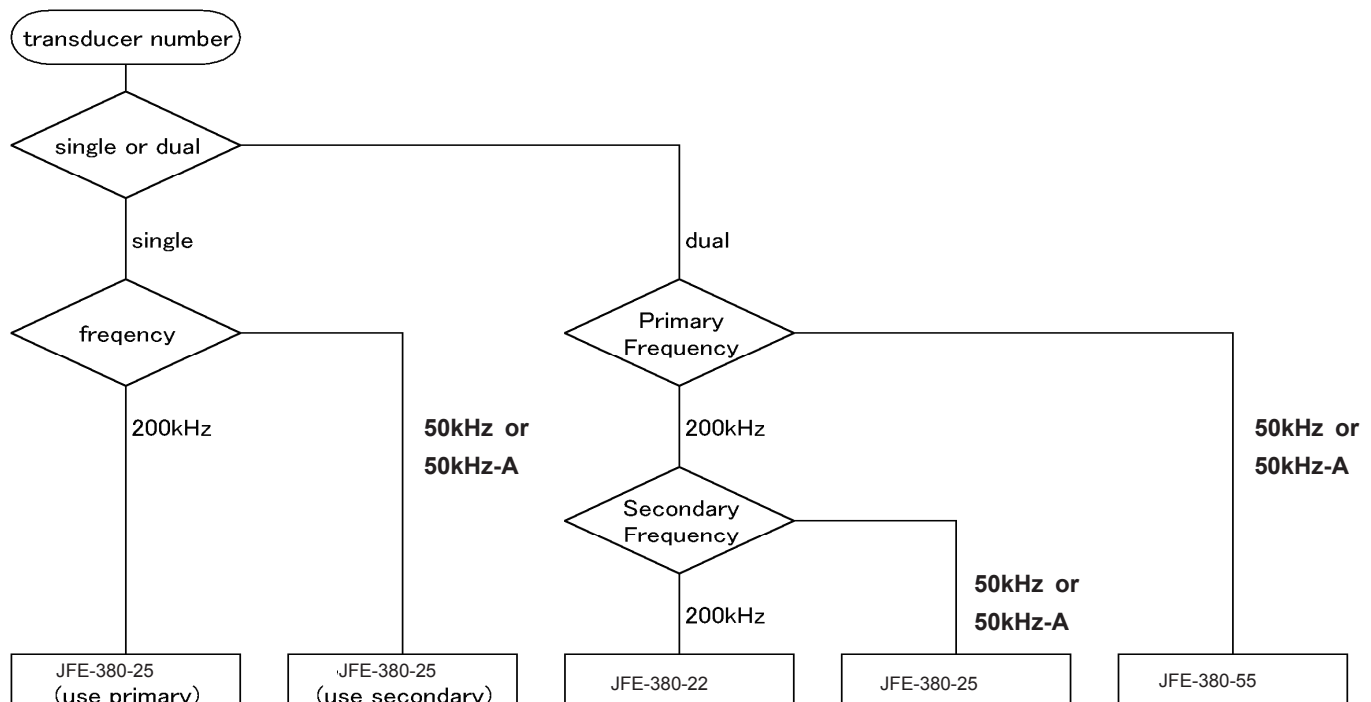 transducer number
single or dual
single
dual
freqency
Primary
Frequency
200kHz
50kHz or
50kHz-A
200kHz
50kHz or
50kHz-A
Secondary
Frequency
50kHz or
50kHz-A
200kHz
JFE-380-25
(use primary)
JFE-380-25
(use secondary)
JFE-380-22
JFE-380-25
JFE-380-55